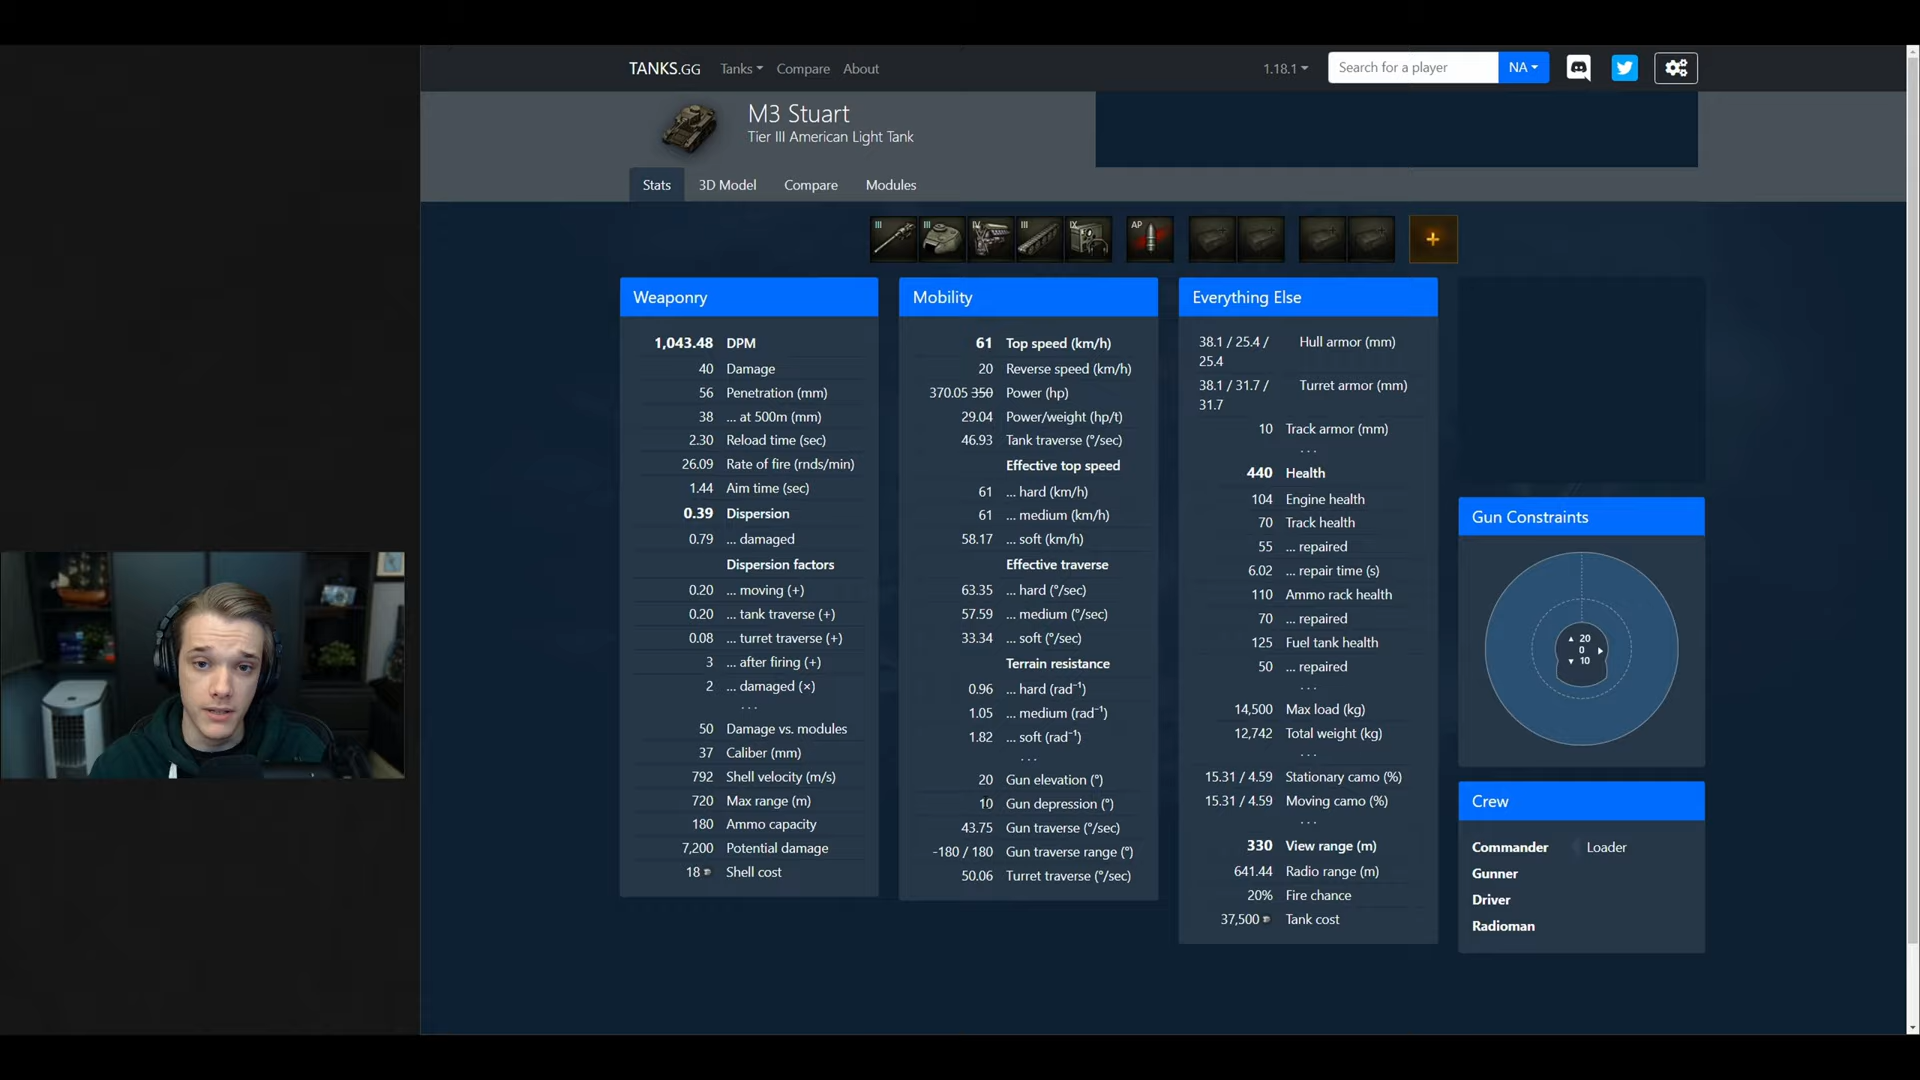 TANKS.GG Tanks Compare About 1.18.1 Search for a player NA
M3 Stuart
Tier III American Light Tank
Stats 3D Model Compare Modules
III III IV III IX AP +
Weaponry
1,043.48 DPM
40 Damage
56 Penetration (mm)
38 ... at 500m (mm)
2.30 Reload time (sec)
26.09 Rate of fire (rnds/min)
1.44 Aim time (sec)
0.39 Dispersion
0.79 ... damaged
Dispersion factors
0.20 ... moving (+)
0.20 ... tank traverse (+)
0.08 ... turret traverse (+)
3 ... after firing (+)
2 ... damaged (×)
...
50 Damage vs. modules
37 Caliber (mm)
792 Shell velocity (m/s)
720 Max range (m)
180 Ammo capacity
7,200 Potential damage
18 Shell cost
Mobility
61 Top speed (km/h)
20 Reverse speed (km/h)
370.05 350 Power (hp)
29.04 Power/weight (hp/t)
46.93 Tank traverse (°/sec)
Effective top speed
61 ... hard (km/h)
61 ... medium (km/h)
58.17 ... soft (km/h)
Effective traverse
63.35 ... hard (°/sec)
57.59 ... medium (°/sec)
33.34 ... soft (°/sec)
Terrain resistance
0.96 ... hard (rad⁻¹)
1.05 ... medium (rad⁻¹)
1.82 ... soft (rad⁻¹)
...
20 Gun elevation (°)
10 Gun depression (°)
43.75 Gun traverse (°/sec)
-180 / 180 Gun traverse range (°)
50.06 Turret traverse (°/sec)
Everything Else
38.1 / 25.4 / Hull armor (mm)
25.4
38.1 / 31.7 / Turret armor (mm)
31.7
10 Track armor (mm)
...
440 Health
104 Engine health
70 Track health
55 ... repaired
6.02 ... repair time (s)
110 Ammo rack health
70 ... repaired
125 Fuel tank health
50 ... repaired
...
14,500 Max load (kg)
12,742 Total weight (kg)
...
15.31 / 4.59 Stationary camo (%)
15.31 / 4.59 Moving camo (%)
...
330 View range (m)
641.44 Radio range (m)
20% Fire chance
37,500 Tank cost
Gun Constraints
▲ 20
0 ▶
▼ 10
Crew
Commander Loader
Gunner
Driver
Radioman